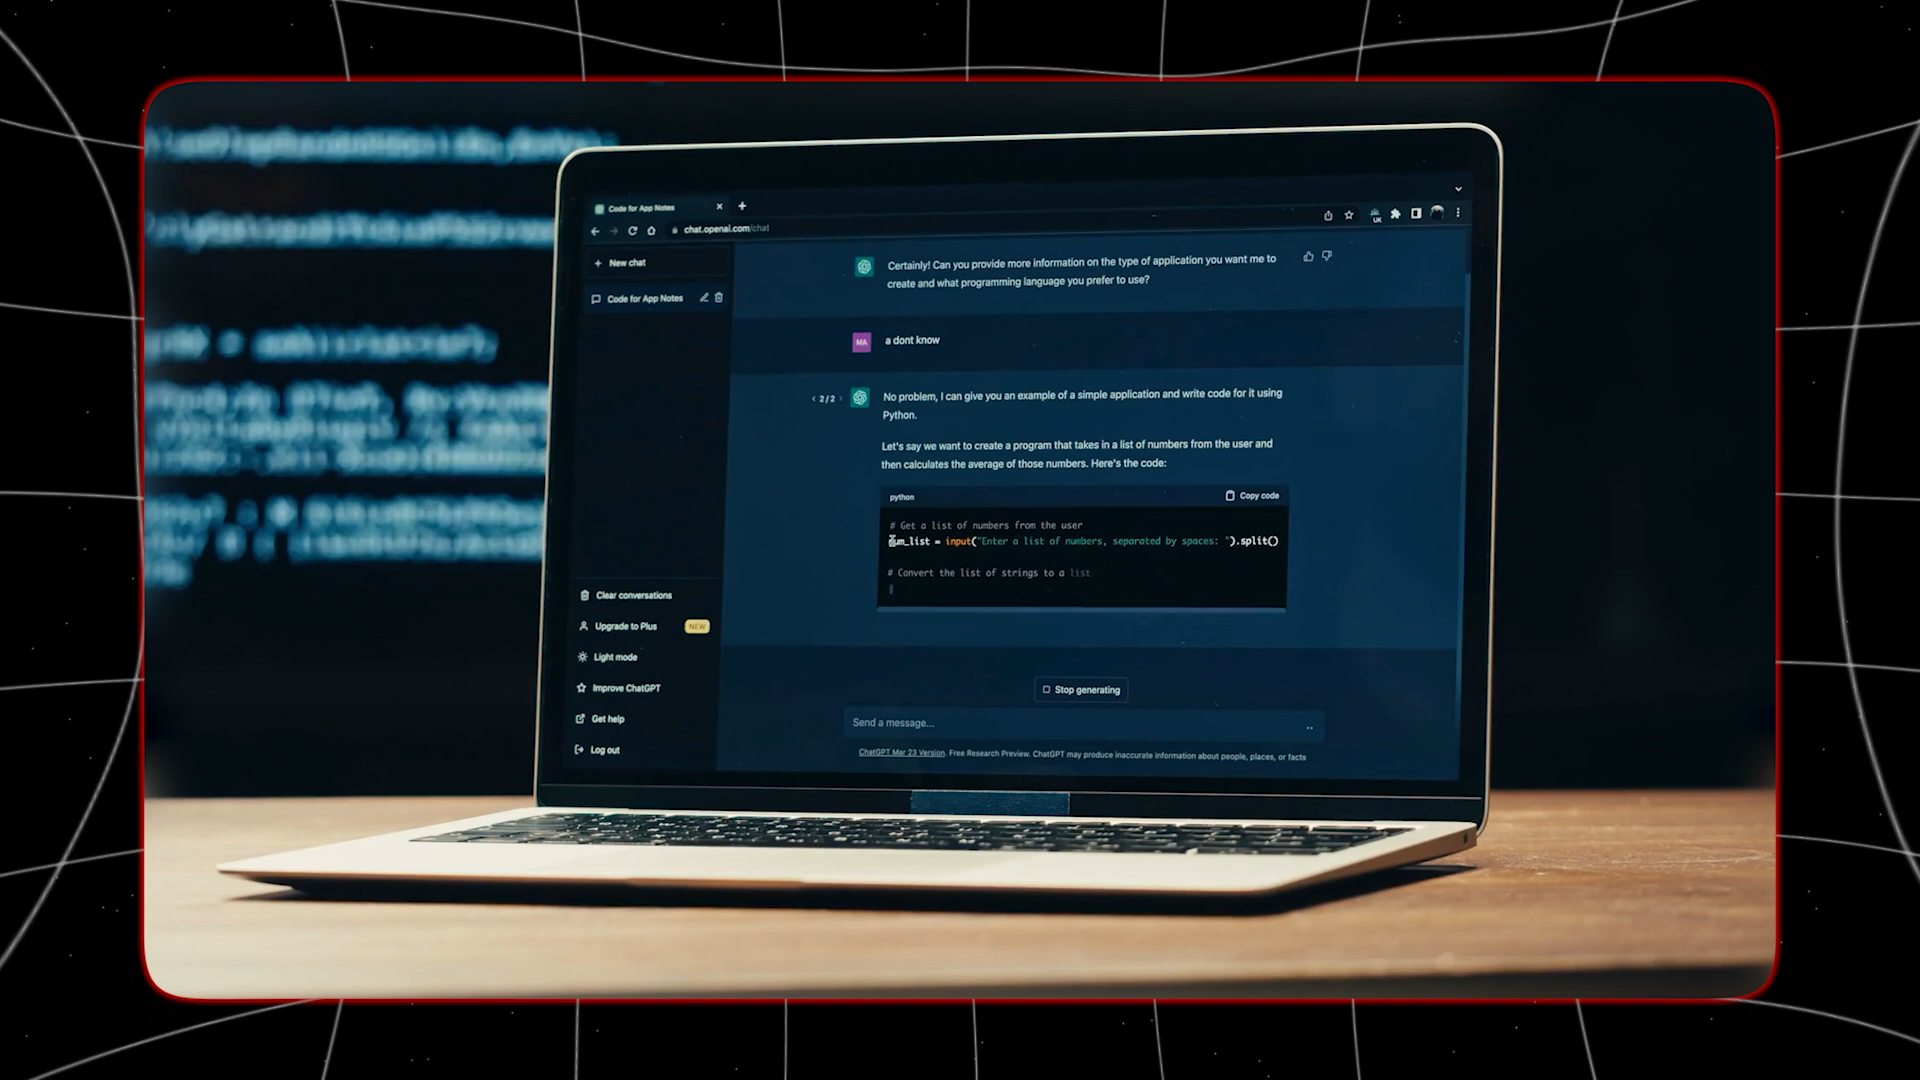 Code for App Notes
chat.openai.com/chat
UK
New chat
Code for App Notes
Certainly! Can you provide more information on the type of application you want me to
create and what programming language you prefer to use?
MA
a dont know
2/2
No problem, I can give you an example of a simple application and write code for it using
Python.
Let's say we want to create a program that takes in a list of numbers from the user and
then calculates the average of those numbers. Here's the code:
python
Copy code
# Get a list of numbers from the user
num_list = input("Enter a list of numbers, separated by spaces: ").split()
# Convert the list of strings to a list
Clear conversations
Upgrade to Plus
NEW
Light mode
Improve ChatGPT
Get help
Log out
Stop generating
Send a message...
ChatGPT Mar 23 Version. Free Research Preview. ChatGPT may produce inaccurate information about people, places, or facts